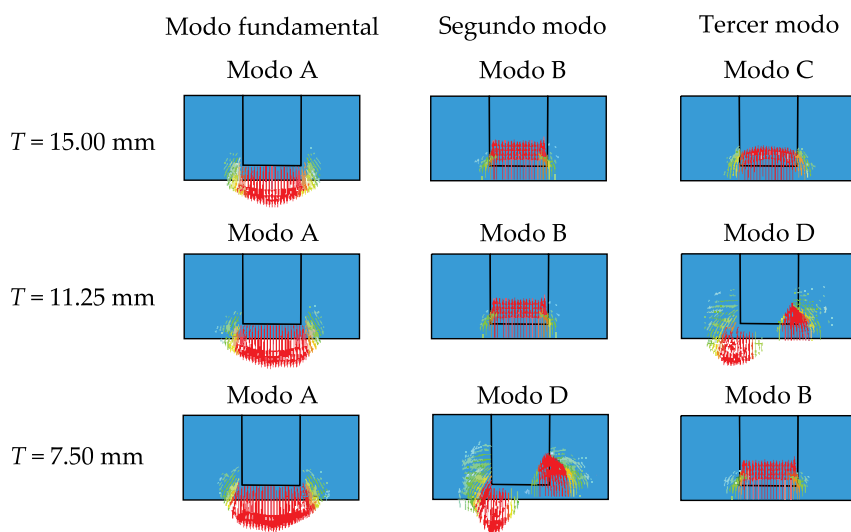 Modo fundamental Segundo modo Tercer modo
Modo A Modo B Modo C
T = 15.00 mm
Modo A Modo B Modo D
T = 11.25 mm
Modo A Modo D Modo B
T = 7.50 mm